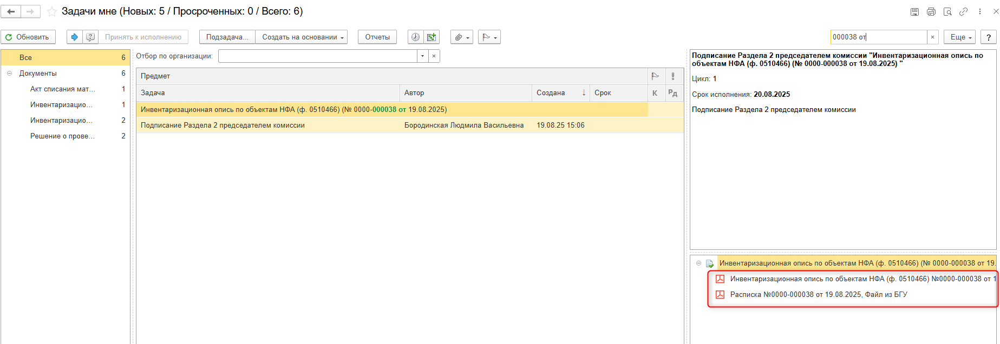 Задачи мне (Новых: 5 / Просроченных: 0 / Всего: 6)
Обновить
Принять к исполнению
Подзадача...
Создать на основании
Отчеты
000038 от
×
Еще
?
Все 6
Документы 6
Акт списания мат... 1
Инвентаризацио... 1
Инвентаризацио... 2
Решение о прове... 2
Отбор по организации:
Предмет
Задача Автор Создана ↓ Срок К Рд
Инвентаризационная опись по объектам НФА (ф. 0510466) (№ 0000-000038 от 19.08.2025)
Подписание Раздела 2 председателем комиссии Бородинская Людмила Васильевна 19.08.25 15:06
Подписание Раздела 2 председателем комиссии "Инвентаризационная опись по
объектам НФА (ф. 0510466) (№ 0000-000038 от 19.08.2025) "
Цикл: 1
Срок исполнения: 20.08.2025
Подписание Раздела 2 председателем комиссии
Инвентаризационная опись по объектам НФА (ф. 0510466) (№ 0000-000038 от 19.
Инвентаризационная опись по объектам НФА (ф. 0510466) №0000-000038 от 1
Расписка №0000-000038 от 19.08.2025, Файл из БГУ